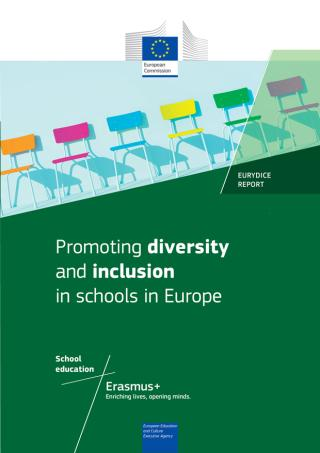 European
Commission
EURYDICE
REPORT
Promoting diversity
and inclusion
in schools in Europe
School
education
Erasmus+
Enriching lives, opening minds.
European Education
and Culture
Executive Agency